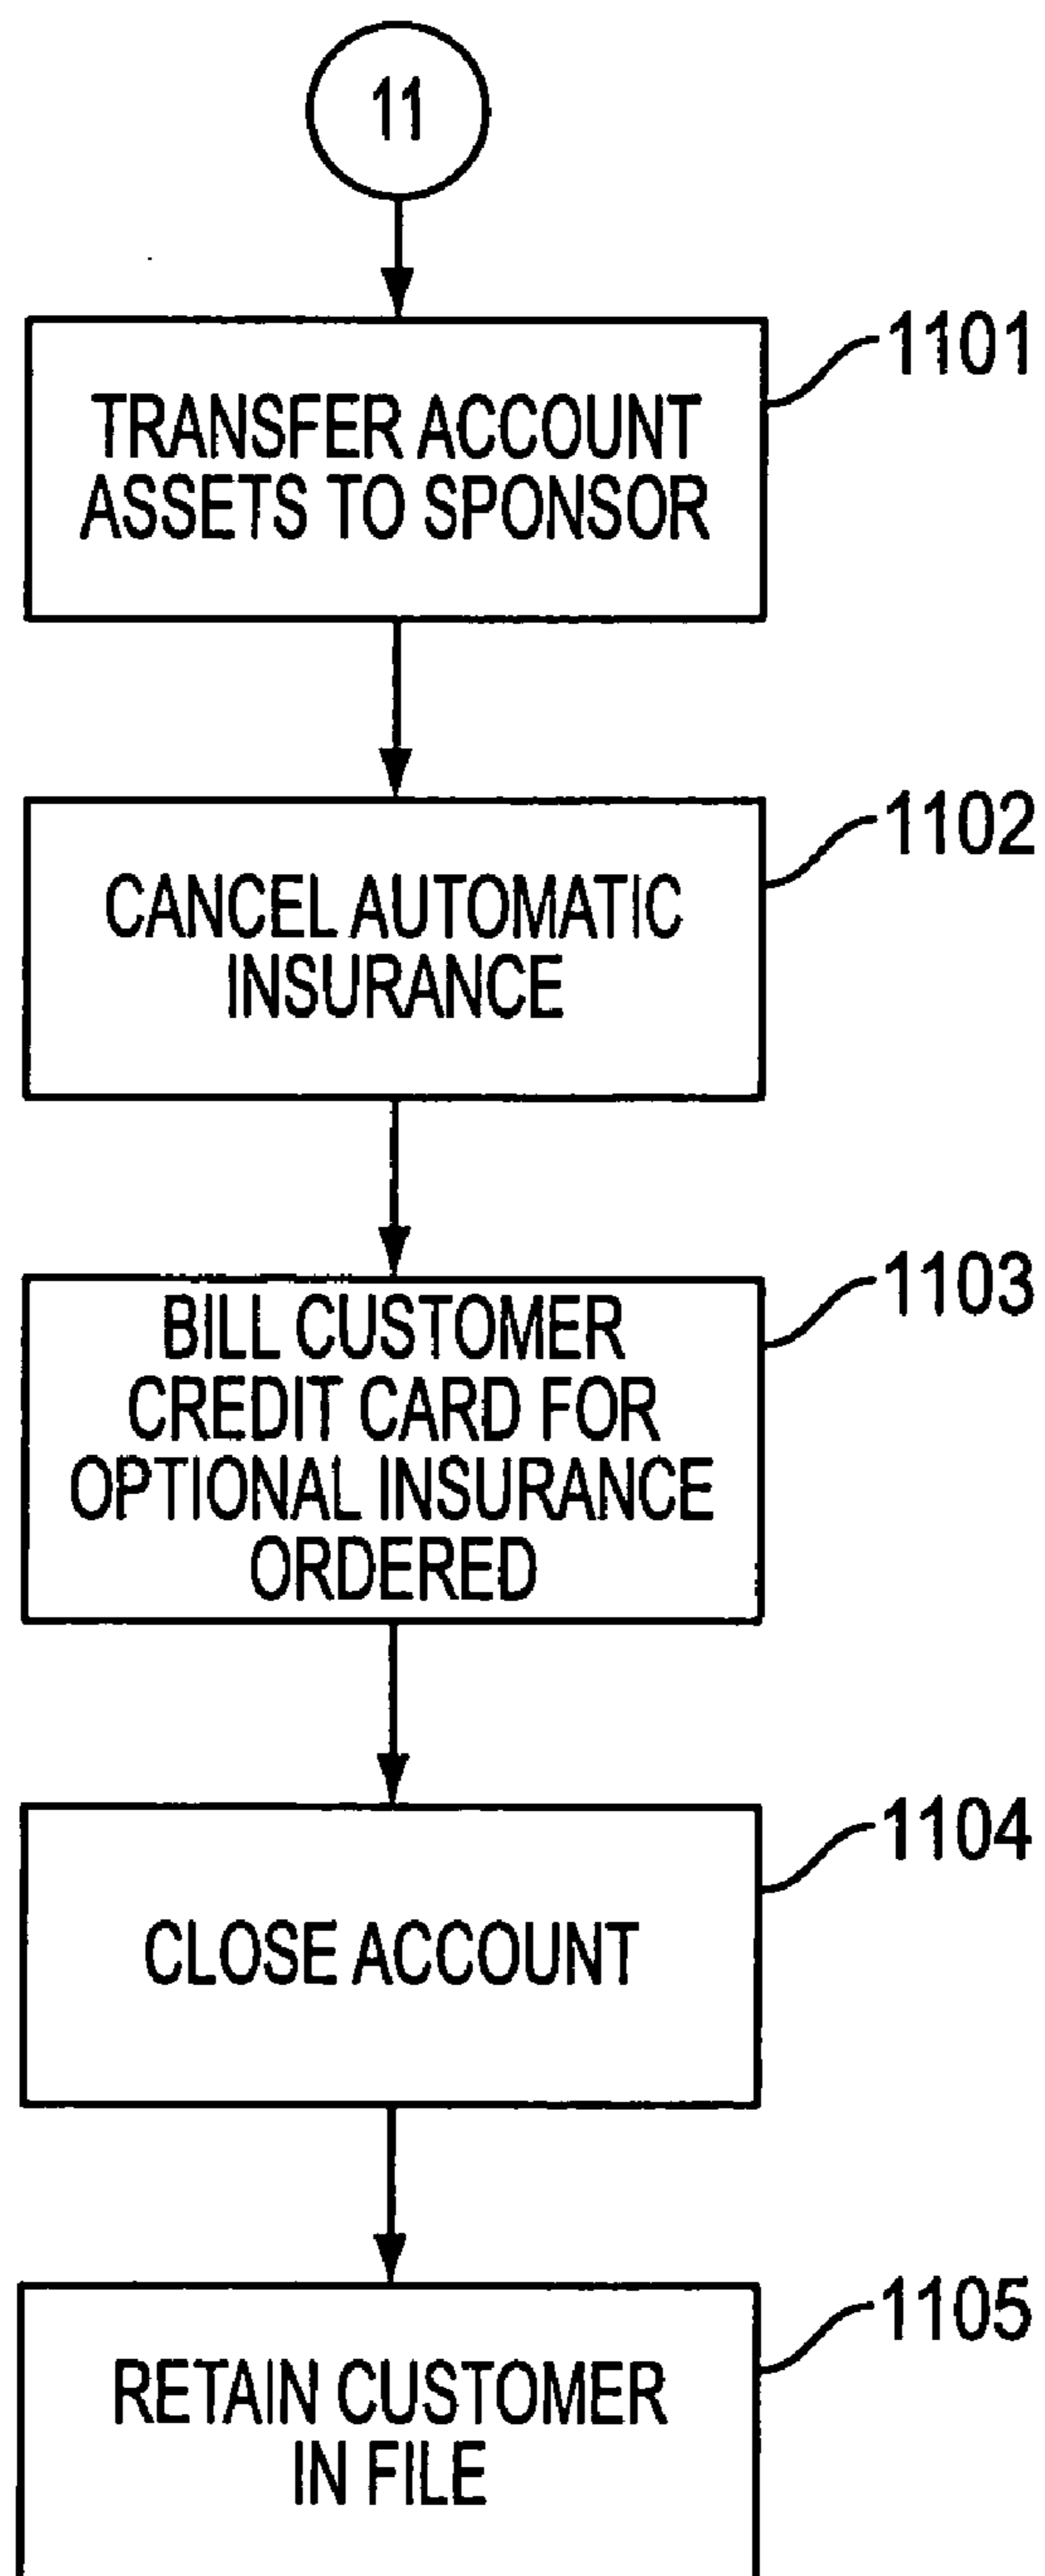 11
1101
TRANSFER ACCOUNT
ASSETS TO SPONSOR
1102
CANCEL AUTOMATIC
INSURANCE
1103
BILL CUSTOMER
CREDIT CARD FOR
OPTIONAL INSURANCE
ORDERED
1104
CLOSE ACCOUNT
1105
RETAIN CUSTOMER
IN FILE